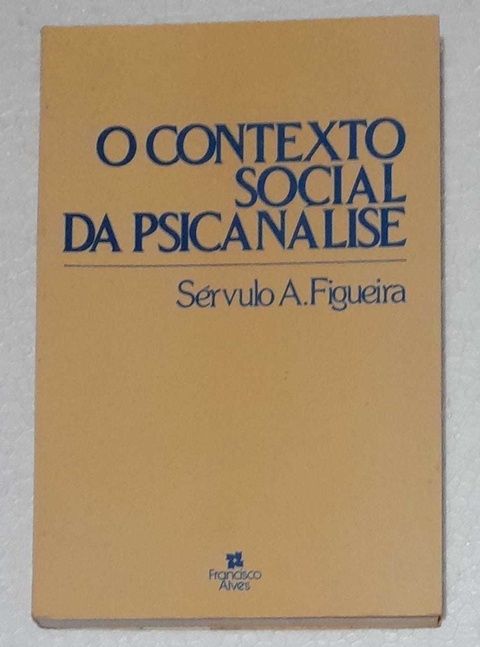 O CONTEXTO
SOCIAL
DA PSICANALISE
Sérvulo A. Figueira
Francisco
Alves